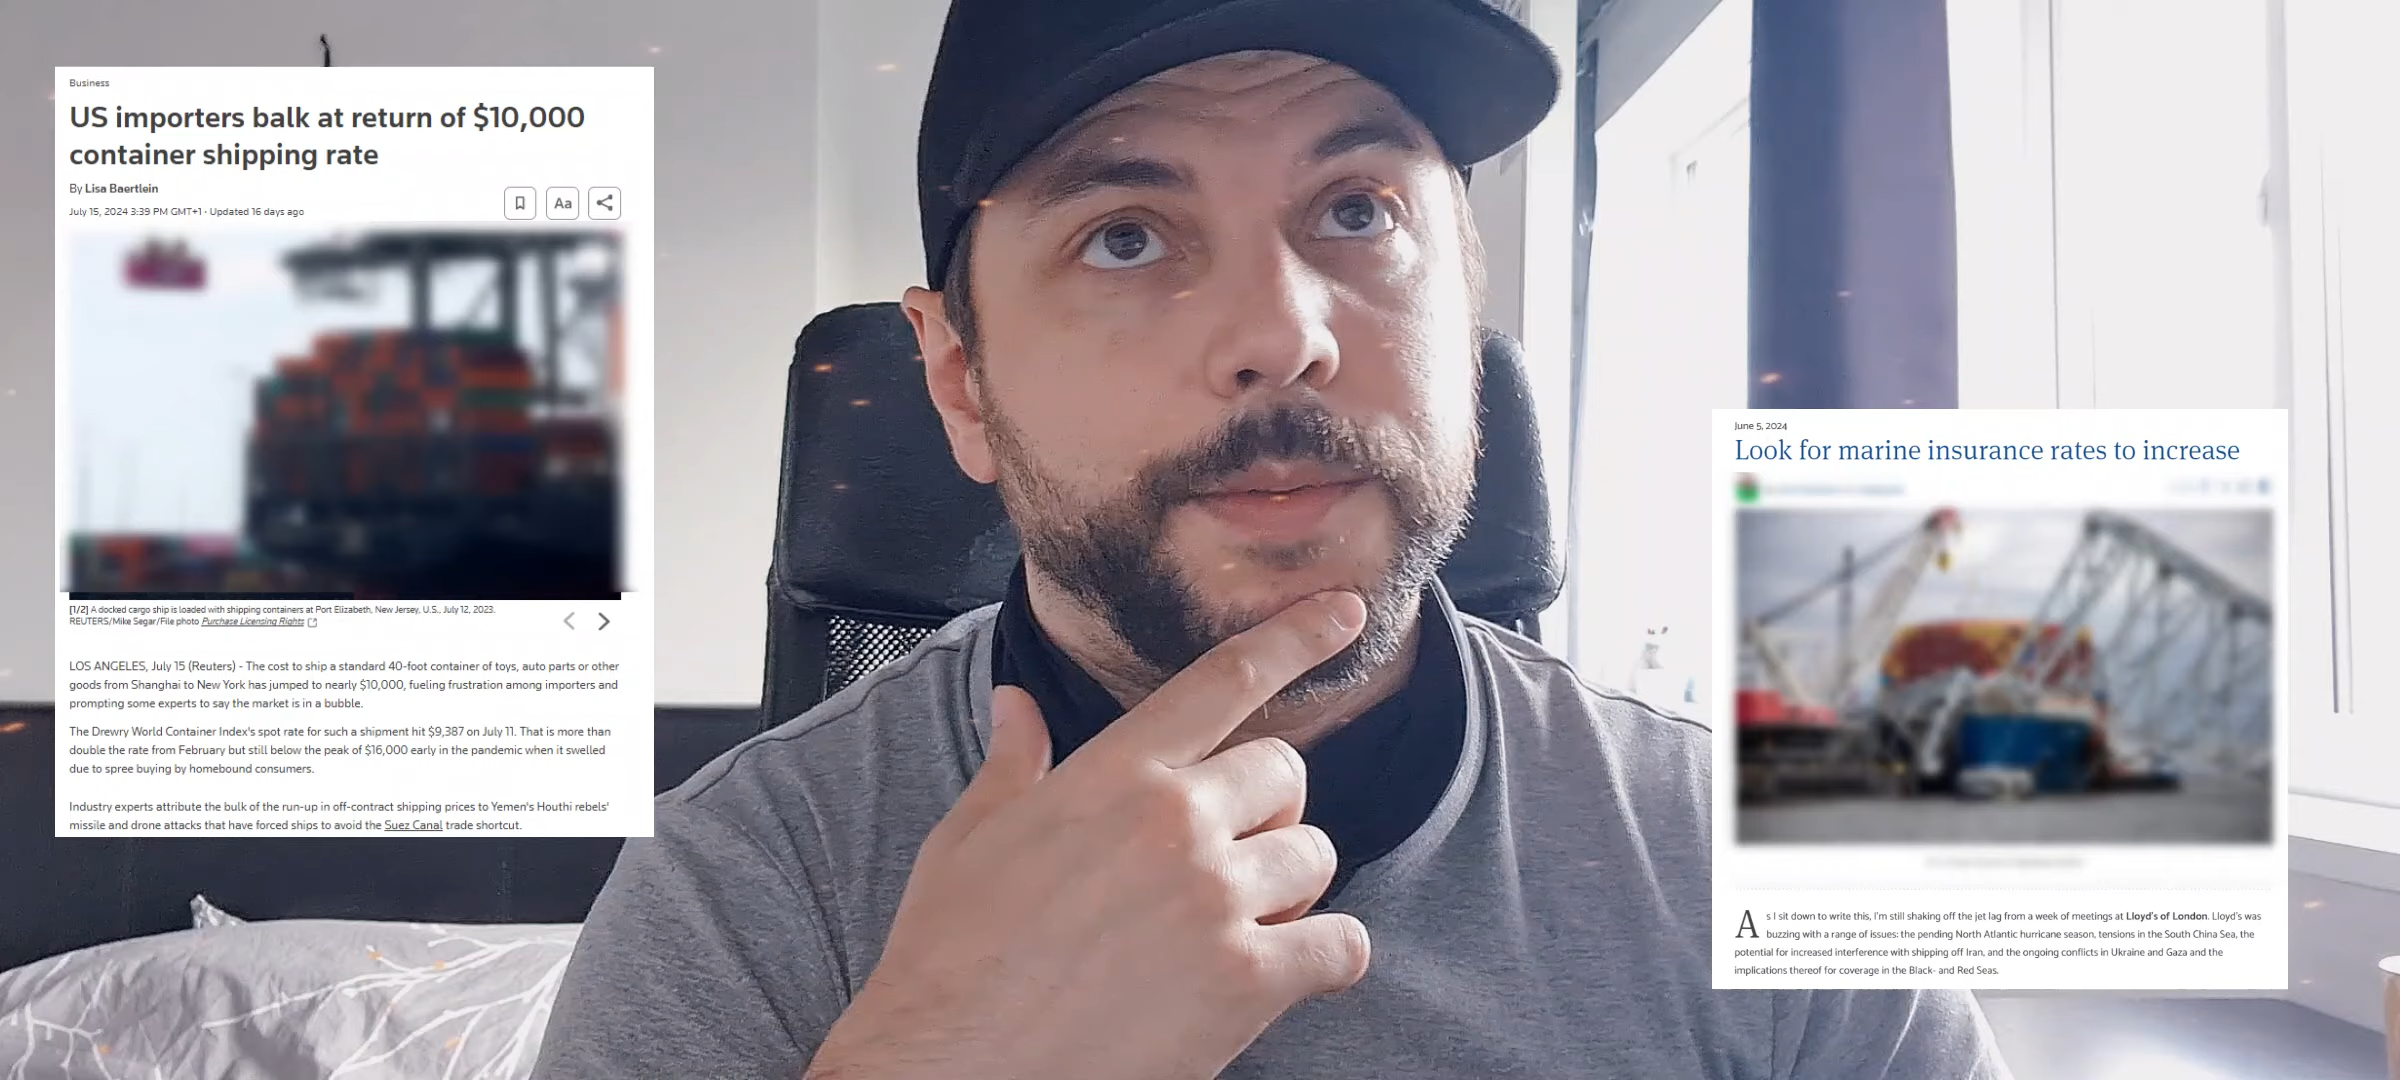 Business
US importers balk at return of $10,000
container shipping rate
By Lisa Baertlein
July 15, 2024 3:39 PM GMT+1 · Updated 16 days ago
Aa
[1/2] A docked cargo ship is loaded with shipping containers at Port Elizabeth, New Jersey, U.S., July 12, 2023.
REUTERS/Mike Segar/File photo Purchase Licensing Rights
LOS ANGELES, July 15 (Reuters) - The cost to ship a standard 40-foot container of toys, auto parts or other
goods from Shanghai to New York has jumped to nearly $10,000, fueling frustration among importers and
prompting some experts to say the market is in a bubble.
The Drewry World Container Index's spot rate for such a shipment hit $9,387 on July 11. That is more than
double the rate from February but still below the peak of $16,000 early in the pandemic when it swelled
due to spree buying by homebound consumers.
Industry experts attribute the bulk of the run-up in off-contract shipping prices to Yemen's Houthi rebels'
missile and drone attacks that have forced ships to avoid the Suez Canal trade shortcut.
June 5, 2024
Look for marine insurance rates to increase
As I sit down to write this, I'm still shaking off the jet lag from a week of meetings at Lloyd's of London. Lloyd's was
buzzing with a range of issues: the pending North Atlantic hurricane season, tensions in the South China Sea, the
potential for increased interference with shipping off Iran, and the ongoing conflicts in Ukraine and Gaza and the
implications thereof for coverage in the Black- and Red Seas.